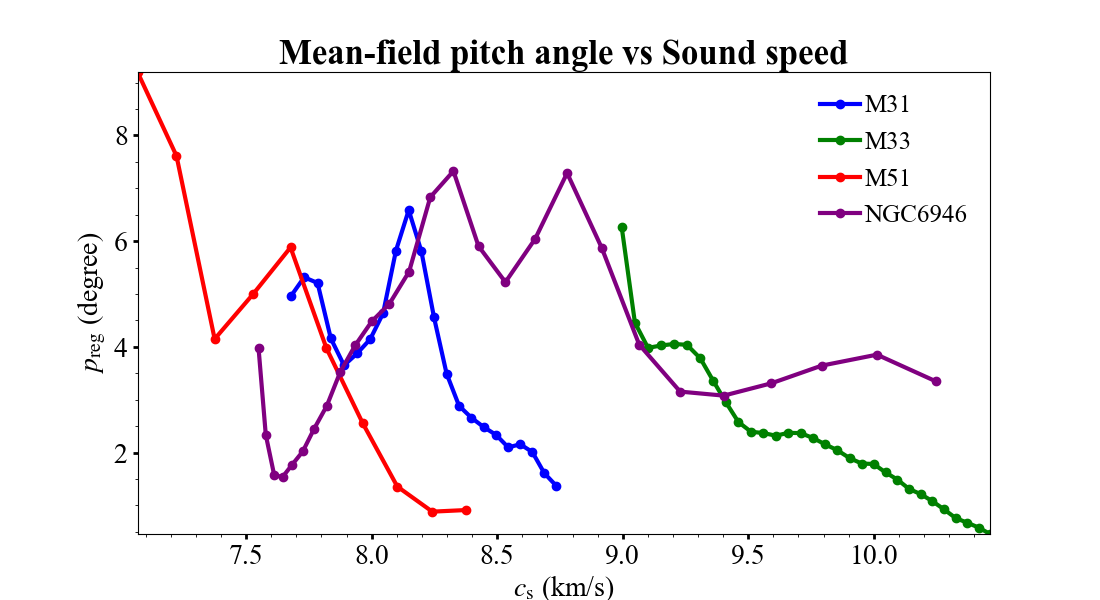 Mean-field pitch angle vs Sound speed
M31
M33
M51
NGC6946
8
6
4
2
p_reg (degree)
7.5 8.0 8.5 9.0 9.5 10.0
c_s (km/s)